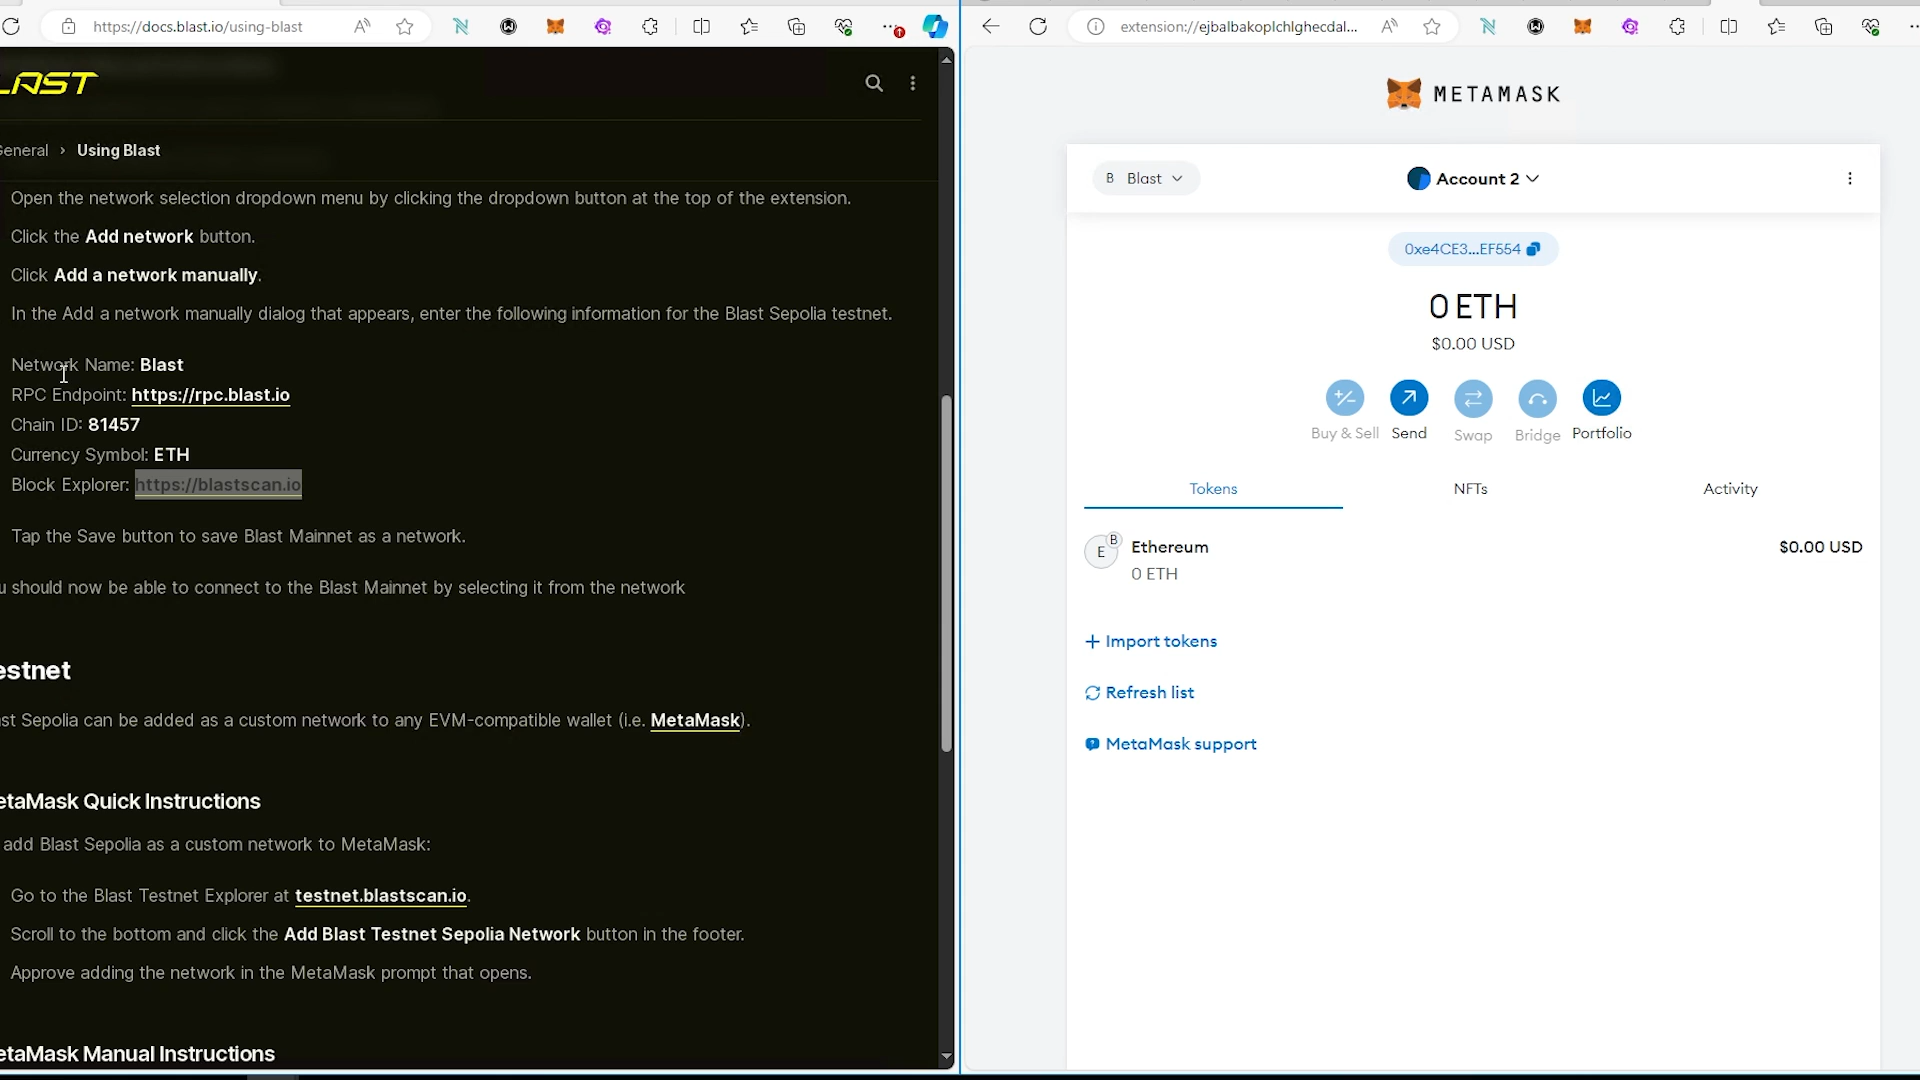 https://docs.blast.io/using-blast
LAST
General › Using Blast
Open the network selection dropdown menu by clicking the dropdown button at the top of the extension.
Click the Add network button.
Click Add a network manually.
In the Add a network manually dialog that appears, enter the following information for the Blast Sepolia testnet.
Network Name: Blast
RPC Endpoint: https://rpc.blast.io
Chain ID: 81457
Currency Symbol: ETH
Block Explorer: https://blastscan.io
Tap the Save button to save Blast Mainnet as a network.
u should now be able to connect to the Blast Mainnet by selecting it from the network
estnet
st Sepolia can be added as a custom network to any EVM-compatible wallet (i.e. MetaMask).
etaMask Quick Instructions
add Blast Sepolia as a custom network to MetaMask:
Go to the Blast Testnet Explorer at testnet.blastscan.io.
Scroll to the bottom and click the Add Blast Testnet Sepolia Network button in the footer.
Approve adding the network in the MetaMask prompt that opens.
etaMask Manual Instructions
extension://ejbalbakoplchlghecdal...
METAMASK
B Blast
Account 2
0xe4CE3...EF554
0 ETH
$0.00 USD
Buy & Sell
Send
Swap
Bridge
Portfolio
Tokens
NFTs
Activity
E
B
Ethereum
$0.00 USD
0 ETH
+ Import tokens
Refresh list
MetaMask support